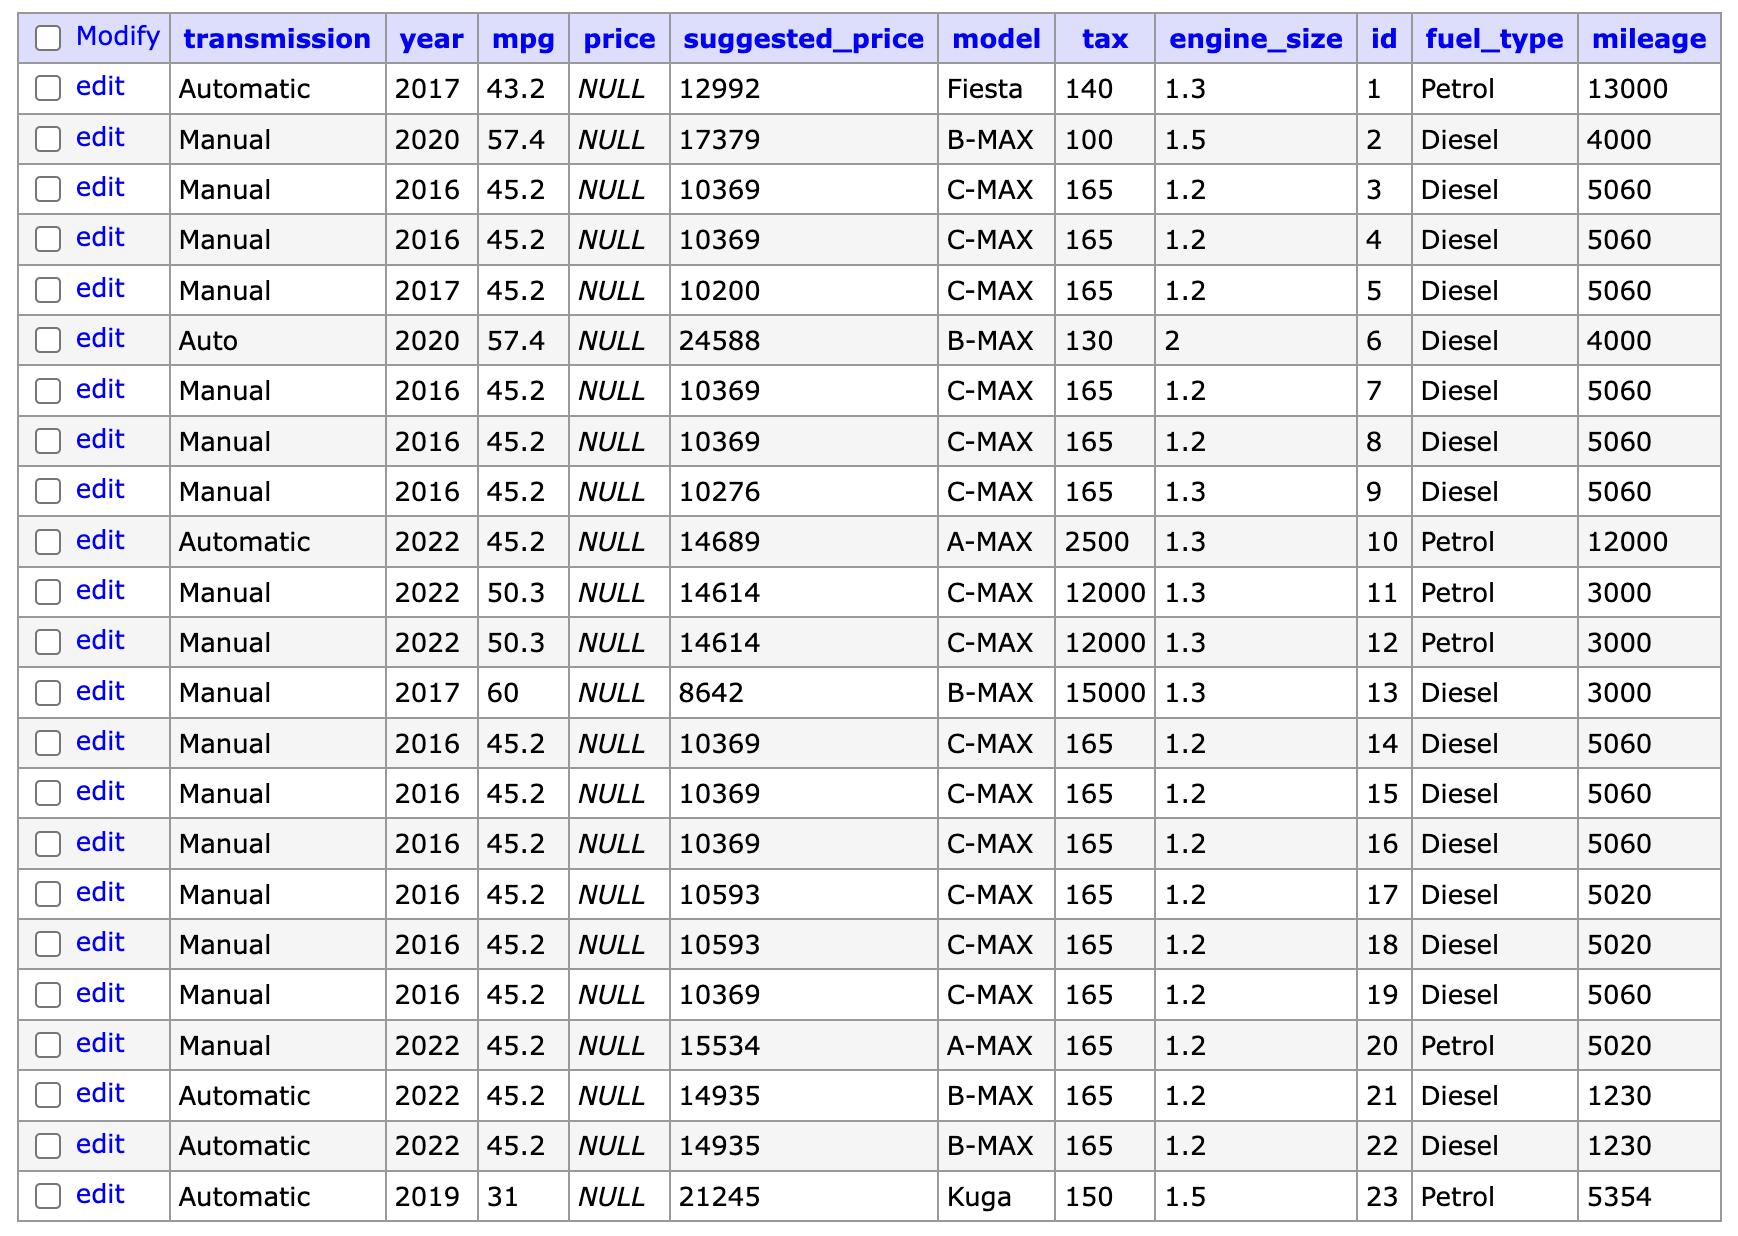 Modify transmission year mpg price suggested_price model tax engine_size id fuel_type mileage
edit Automatic 2017 43.2 NULL 12992 Fiesta 140 1.3 1 Petrol 13000
edit Manual 2020 57.4 NULL 17379 B-MAX 100 1.5 2 Diesel 4000
edit Manual 2016 45.2 NULL 10369 C-MAX 165 1.2 3 Diesel 5060
edit Manual 2016 45.2 NULL 10369 C-MAX 165 1.2 4 Diesel 5060
edit Manual 2017 45.2 NULL 10200 C-MAX 165 1.2 5 Diesel 5060
edit Auto 2020 57.4 NULL 24588 B-MAX 130 2 6 Diesel 4000
edit Manual 2016 45.2 NULL 10369 C-MAX 165 1.2 7 Diesel 5060
edit Manual 2016 45.2 NULL 10369 C-MAX 165 1.2 8 Diesel 5060
edit Manual 2016 45.2 NULL 10276 C-MAX 165 1.3 9 Diesel 5060
edit Automatic 2022 45.2 NULL 14689 A-MAX 2500 1.3 10 Petrol 12000
edit Manual 2022 50.3 NULL 14614 C-MAX 12000 1.3 11 Petrol 3000
edit Manual 2022 50.3 NULL 14614 C-MAX 12000 1.3 12 Petrol 3000
edit Manual 2017 60 NULL 8642 B-MAX 15000 1.3 13 Diesel 3000
edit Manual 2016 45.2 NULL 10369 C-MAX 165 1.2 14 Diesel 5060
edit Manual 2016 45.2 NULL 10369 C-MAX 165 1.2 15 Diesel 5060
edit Manual 2016 45.2 NULL 10369 C-MAX 165 1.2 16 Diesel 5060
edit Manual 2016 45.2 NULL 10593 C-MAX 165 1.2 17 Diesel 5020
edit Manual 2016 45.2 NULL 10593 C-MAX 165 1.2 18 Diesel 5020
edit Manual 2016 45.2 NULL 10369 C-MAX 165 1.2 19 Diesel 5060
edit Manual 2022 45.2 NULL 15534 A-MAX 165 1.2 20 Petrol 5020
edit Automatic 2022 45.2 NULL 14935 B-MAX 165 1.2 21 Diesel 1230
edit Automatic 2022 45.2 NULL 14935 B-MAX 165 1.2 22 Diesel 1230
edit Automatic 2019 31 NULL 21245 Kuga 150 1.5 23 Petrol 5354